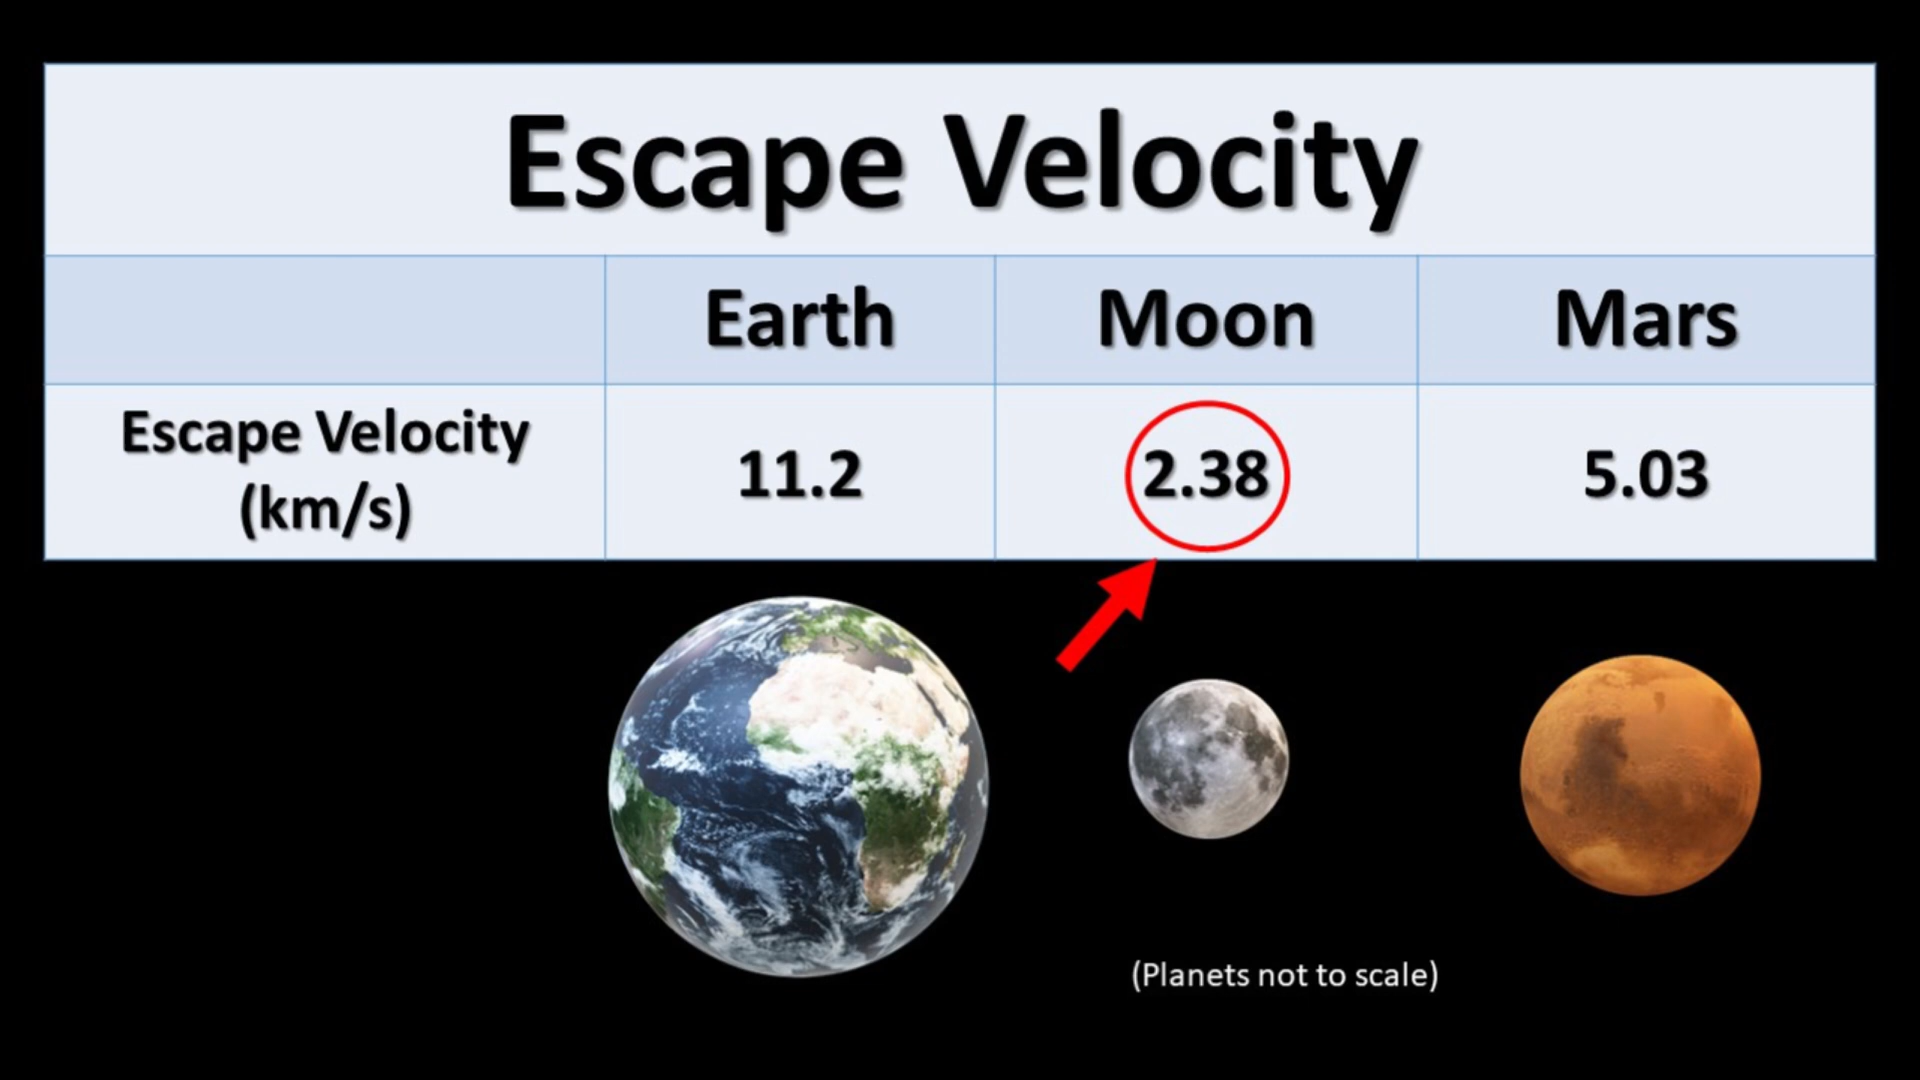 Escape Velocity
Earth Moon Mars
Escape Velocity
(km/s)
11.2 2.38 5.03
(Planets not to scale)